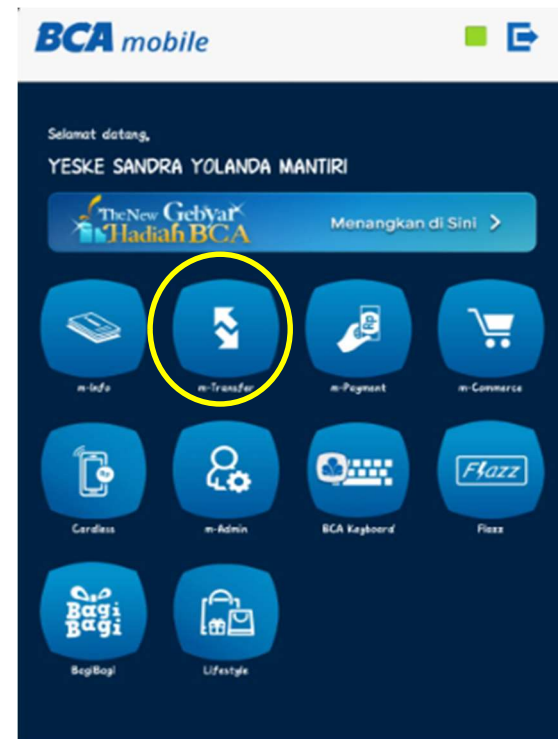 BCA mobile
Selamat datang,
YESKE SANDRA YOLANDA MANTIRI
The New Gebyar
Hadiah BCA
Menangkan di Sini >
Rp
m-Info m-Transfer m-Payment m-Commerce
Rp
Flazz
Cardless m-Admin BCA Keyboard Flazz
Bagi
Bagi
BagiBagi Lifestyle